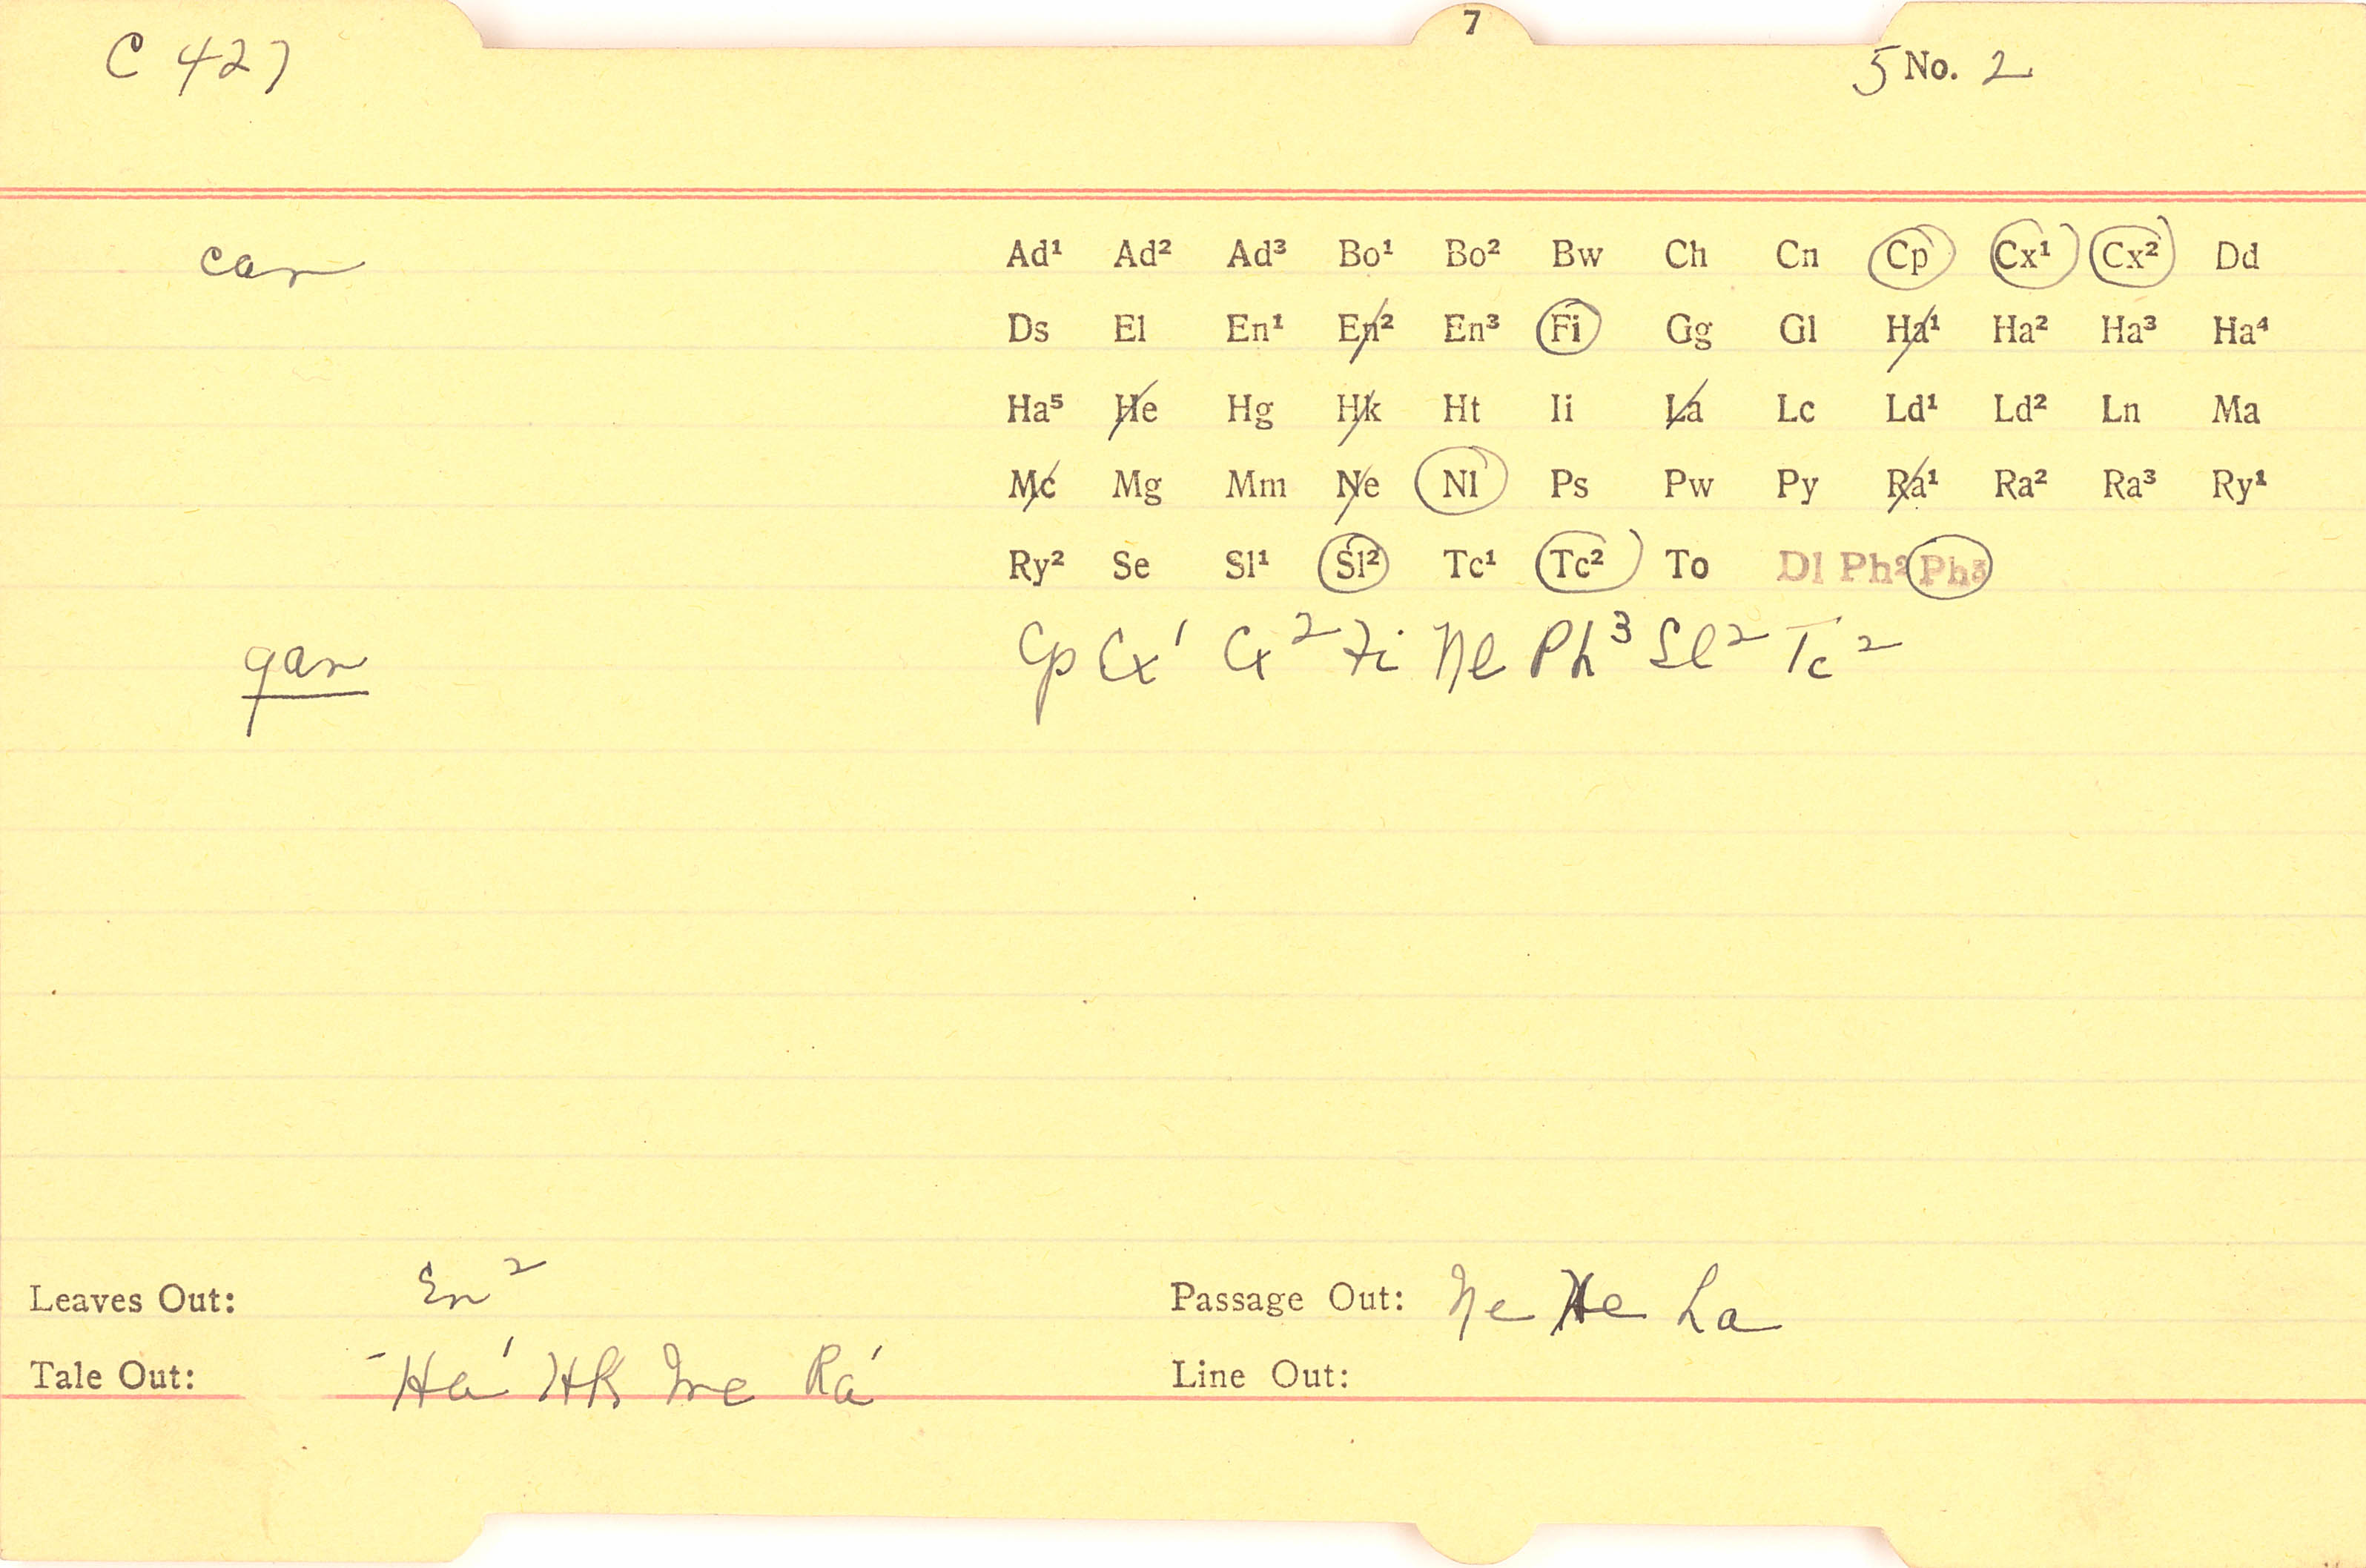 7
C 427 5 No. 2
can Ad¹ Ad² Ad³ Bo¹ Bo² Bw Ch Cn Cp Cx¹ Cx² Dd
Ds El En¹ En² En³ Fi Gg Gl Ha¹ Ha² Ha³ Ha⁴
Ha⁵ He Hg Hk Ht Ii La Lc Ld¹ Ld² Ln Ma
Mc Mg Mm Ne Nl Ps Pw Py Ra¹ Ra² Ra³ Ry¹
Ry² Se Sl¹ Sl² Tc¹ Tc² To Dl Ph² Ph³
gan Cp Cx¹ Cx² Fi Nl Ph³ Sl² Tc²
Leaves Out: En² Passage Out: Ne He La
Tale Out: Ha¹ Hk Mc Ra¹ Line Out: